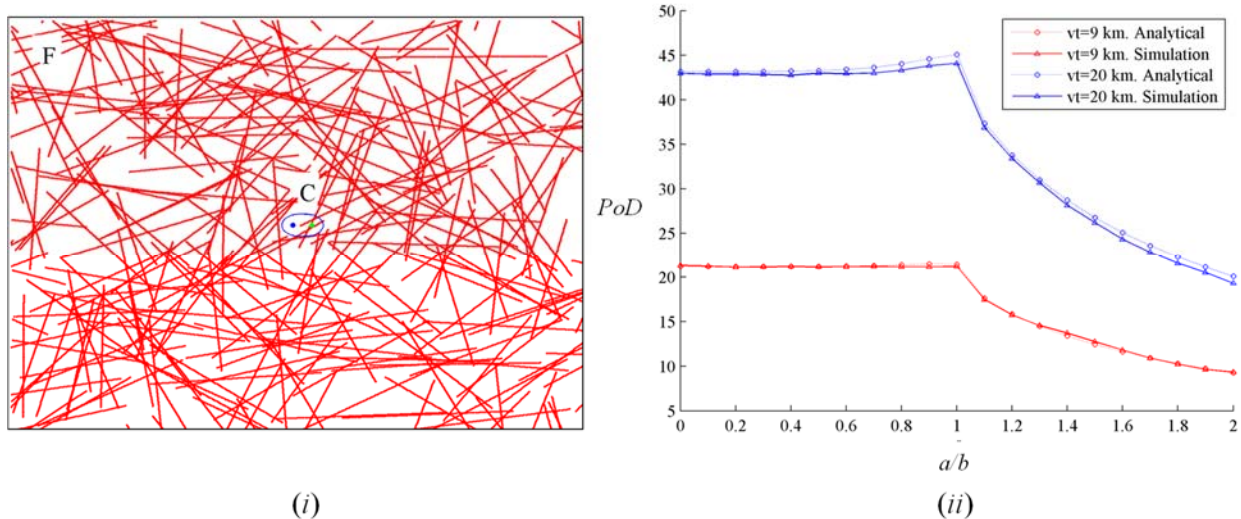 F
C
(i)
vt=9 km. Analytical
vt=9 km. Simulation
vt=20 km. Analytical
vt=20 km. Simulation
50
45
40
35
30
25
20
15
10
5
PoD
0 0.2 0.4 0.6 0.8 1 1.2 1.4 1.6 1.8 2
a/b
(ii)